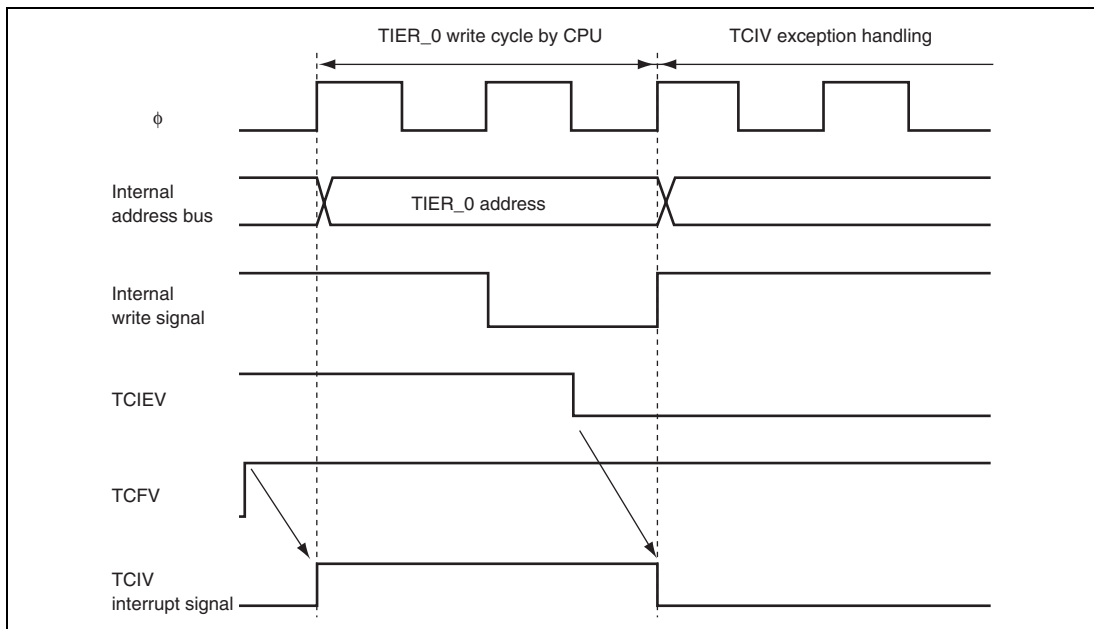 TIER_0 write cycle by CPU
TCIV exception handling
ϕ
Internal
address bus
TIER_0 address
Internal
write signal
TCIEV
TCFV
TCIV
interrupt signal